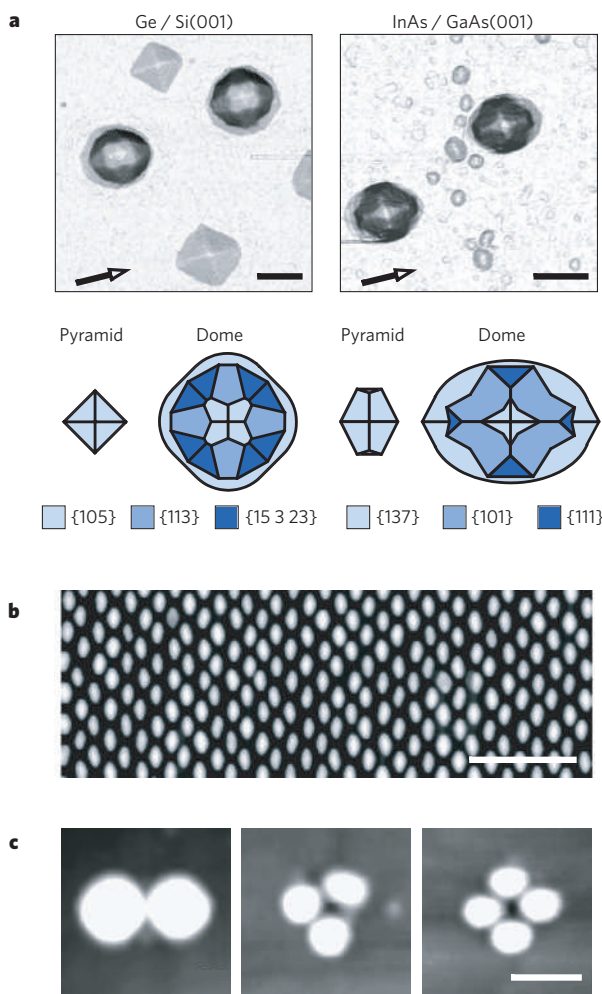 a
Ge / Si(001)
InAs / GaAs(001)
Pyramid
Dome
Pyramid
Dome
{105}
{113}
{15 3 23}
{137}
{101}
{111}
b
c